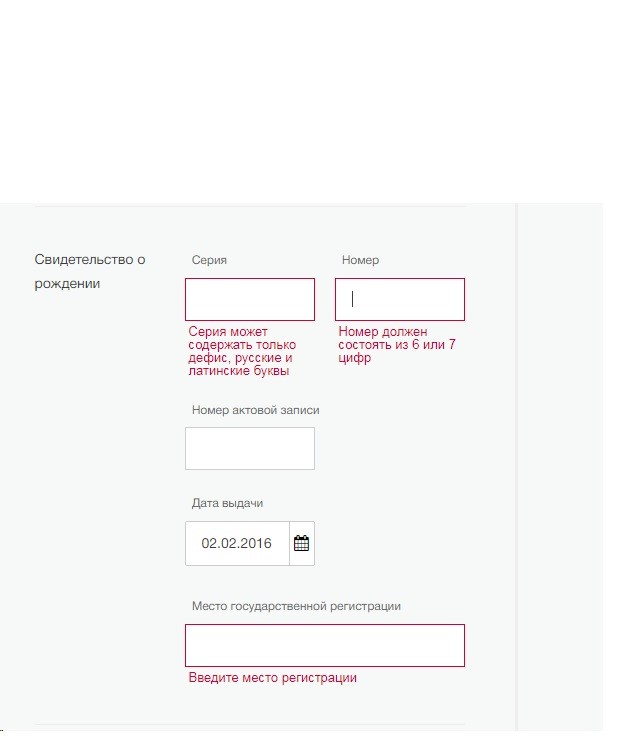 Свидетельство о
рождении
Серия
Номер
Серия может
содержать только
дефис, русские и
латинские буквы
Номер должен
состоять из 6 или 7
цифр
Номер актовой записи
Дата выдачи
02.02.2016
Место государственной регистрации
Введите место регистрации